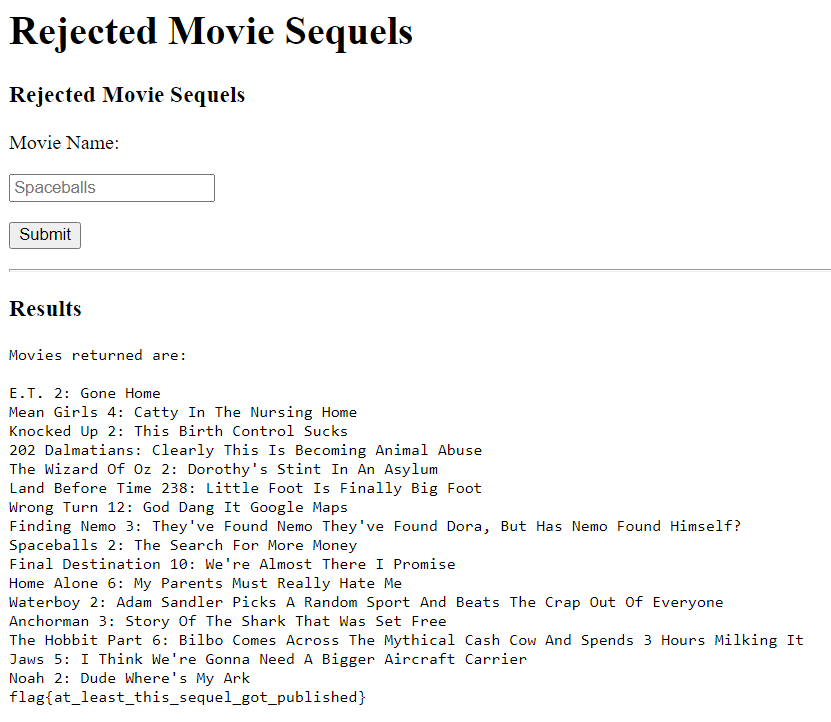 Rejected Movie Sequels
Rejected Movie Sequels
Movie Name:
Spaceballs
Submit
Results
Movies returned are:
E.T. 2: Gone Home
Mean Girls 4: Catty In The Nursing Home
Knocked Up 2: This Birth Control Sucks
202 Dalmatians: Clearly This Is Becoming Animal Abuse
The Wizard Of Oz 2: Dorothy's Stint In An Asylum
Land Before Time 238: Little Foot Is Finally Big Foot
Wrong Turn 12: God Dang It Google Maps
Finding Nemo 3: They've Found Nemo They've Found Dora, But Has Nemo Found Himself?
Spaceballs 2: The Search For More Money
Final Destination 10: We're Almost There I Promise
Home Alone 6: My Parents Must Really Hate Me
Waterboy 2: Adam Sandler Picks A Random Sport And Beats The Crap Out Of Everyone
Anchorman 3: Story Of The Shark That Was Set Free
The Hobbit Part 6: Bilbo Comes Across The Mythical Cash Cow And Spends 3 Hours Milking It
Jaws 5: I Think We're Gonna Need A Bigger Aircraft Carrier
Noah 2: Dude Where's My Ark
flag{at_least_this_sequel_got_published}